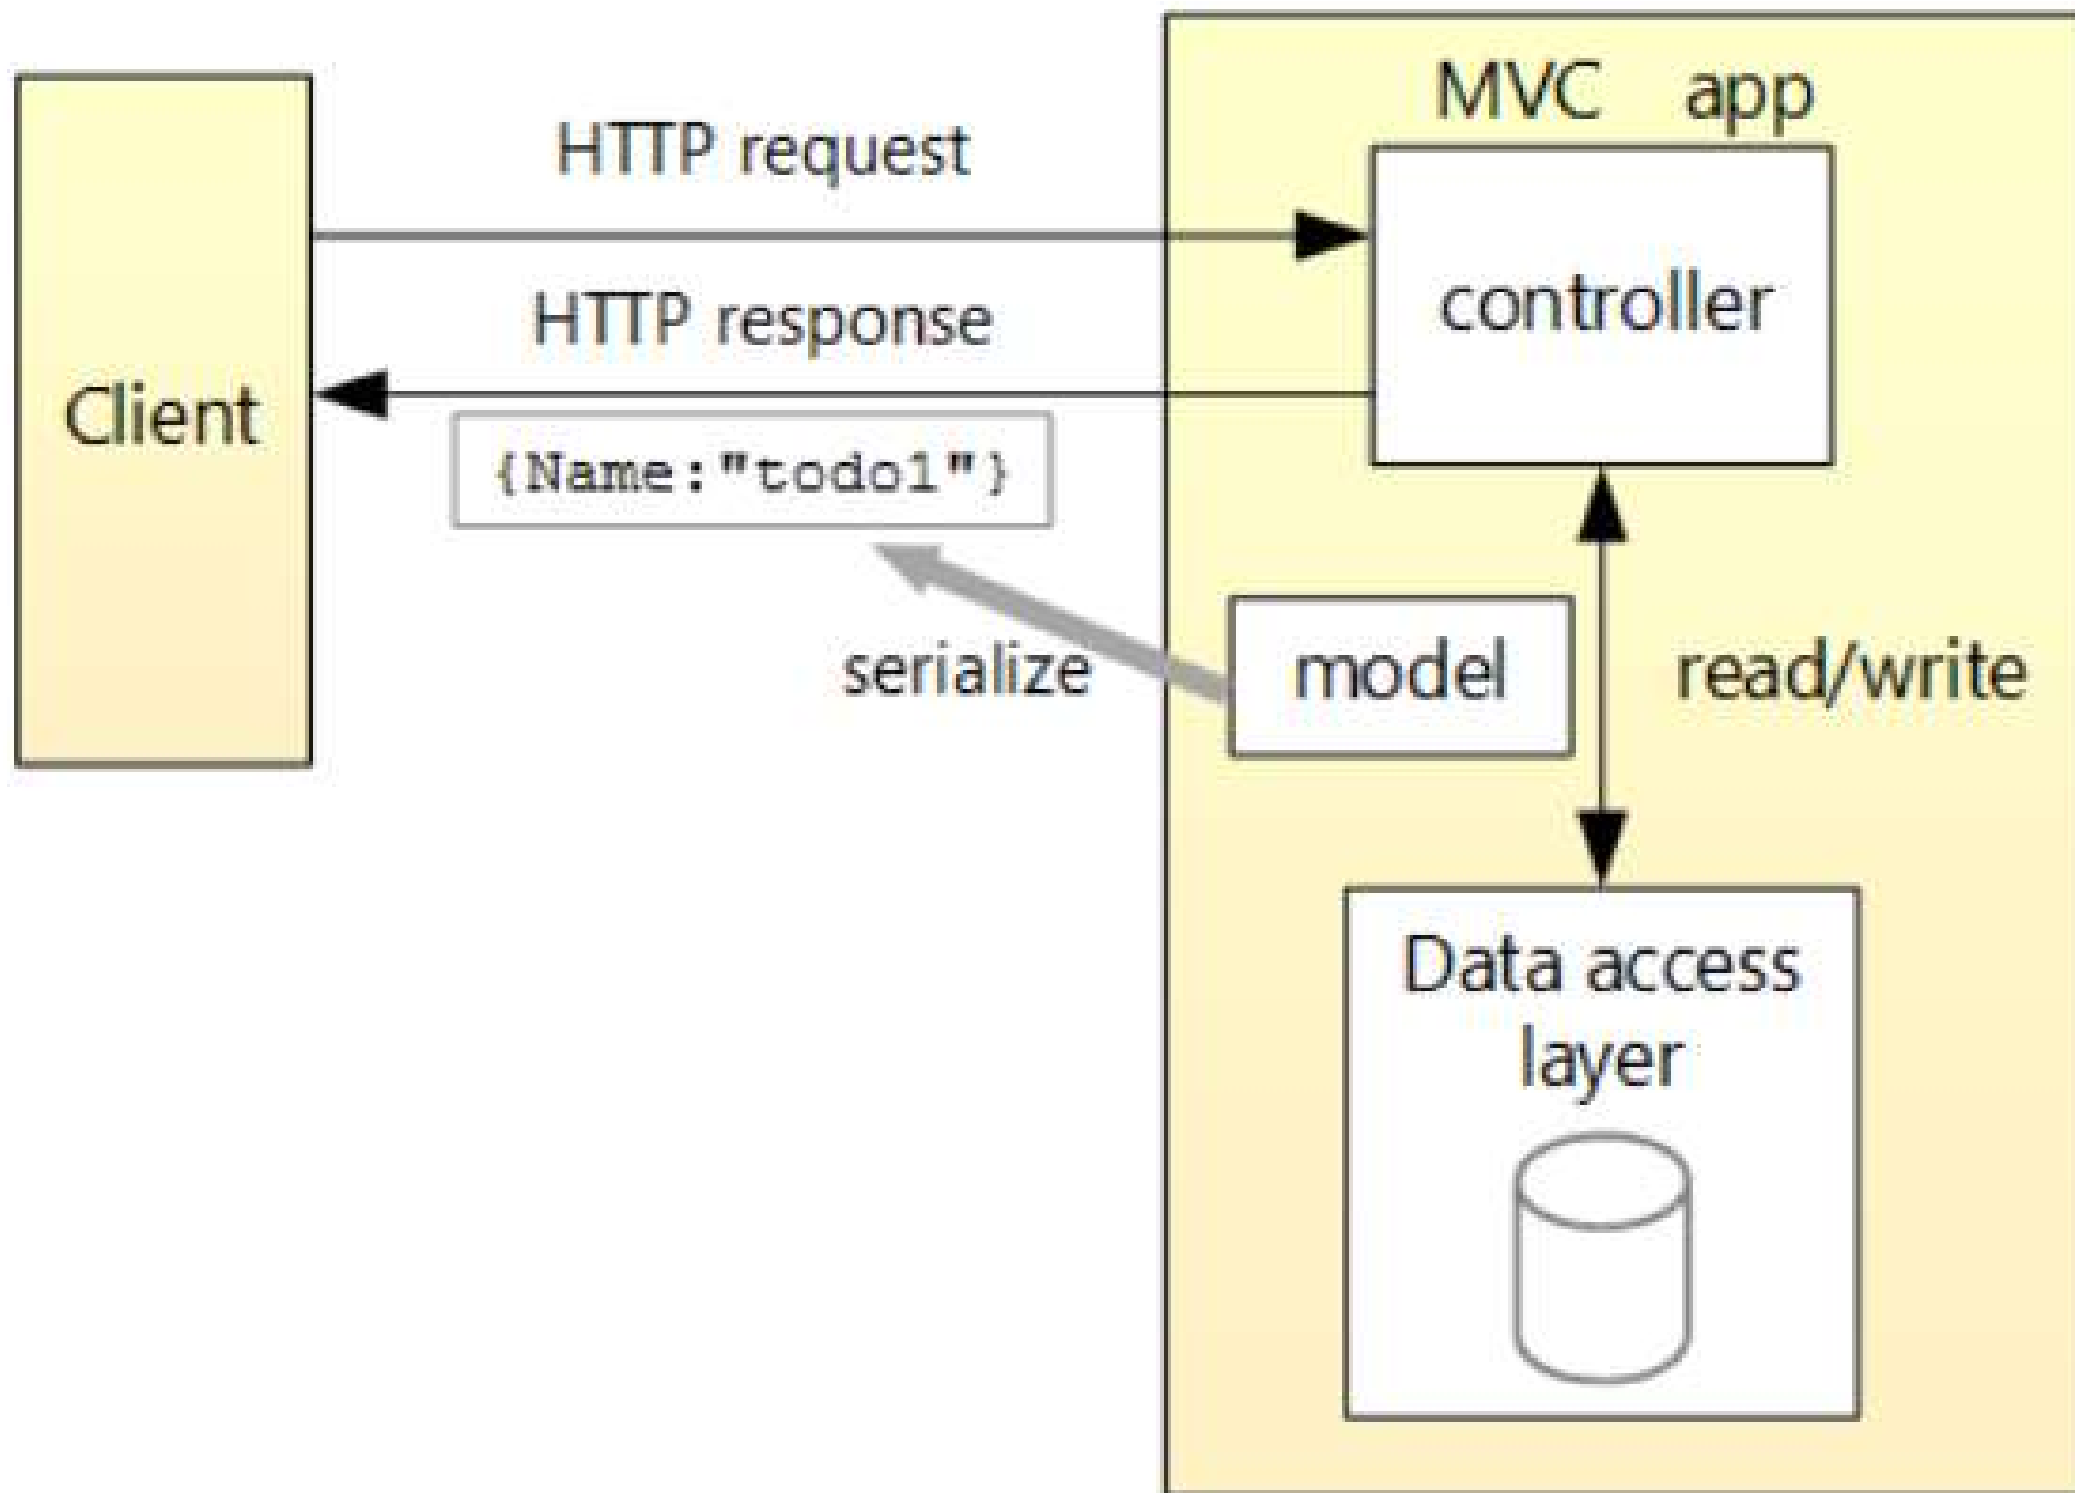 MVC app
HTTP request
controller
HTTP response
Client
{Name:"todo1"}
serialize
model
read/write
Data access
layer